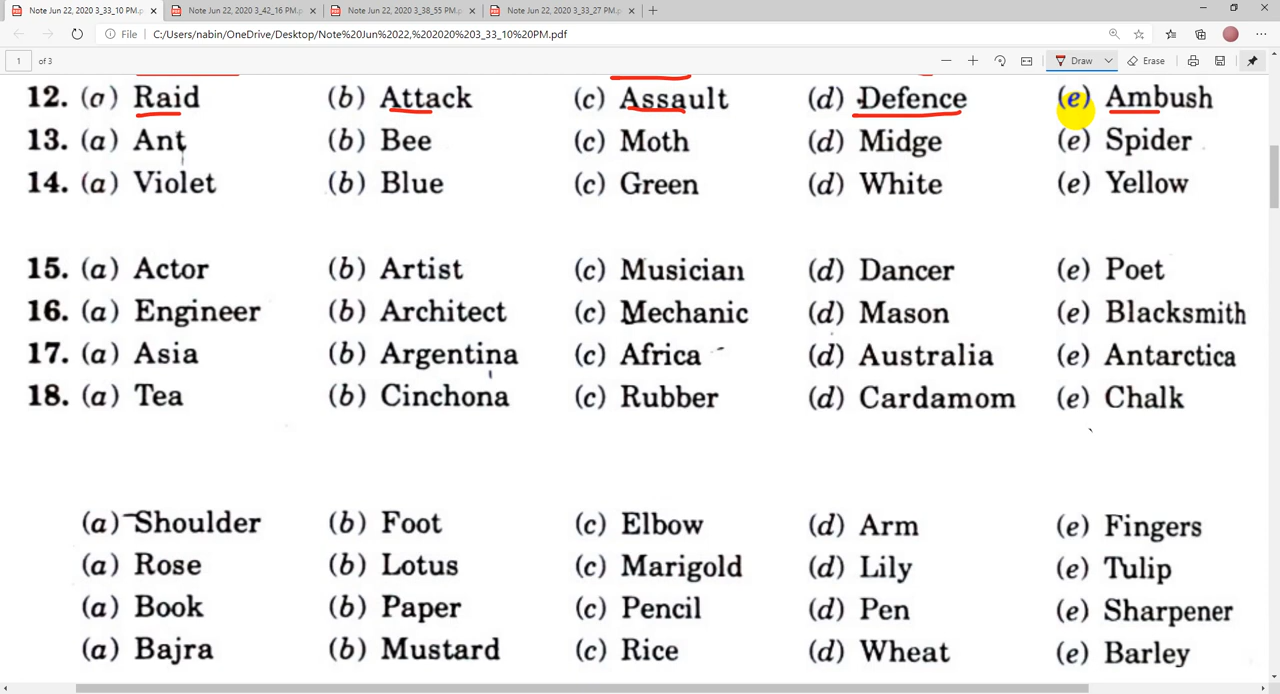 Note Jun 22, 2020 3_33_10 PM.p Note Jun 22, 2020 3_42_16 PM.p Note Jun 22, 2020 3_38_55 PM.p Note Jun 22, 2020 3_33_27 PM.p
File C:/Users/nabin/OneDrive/Desktop/Note%20Jun%2022,%202020%203_33_10%20PM.pdf
1 of 3 Draw Erase
12. (a) Raid (b) Attack (c) Assault (d) Defence (e) Ambush
13. (a) Ant (b) Bee (c) Moth (d) Midge (e) Spider
14. (a) Violet (b) Blue (c) Green (d) White (e) Yellow
15. (a) Actor (b) Artist (c) Musician (d) Dancer (e) Poet
16. (a) Engineer (b) Architect (c) Mechanic (d) Mason (e) Blacksmith
17. (a) Asia (b) Argentina (c) Africa (d) Australia (e) Antarctica
18. (a) Tea (b) Cinchona (c) Rubber (d) Cardamom (e) Chalk
(a) Shoulder (b) Foot (c) Elbow (d) Arm (e) Fingers
(a) Rose (b) Lotus (c) Marigold (d) Lily (e) Tulip
(a) Book (b) Paper (c) Pencil (d) Pen (e) Sharpener
(a) Bajra (b) Mustard (c) Rice (d) Wheat (e) Barley